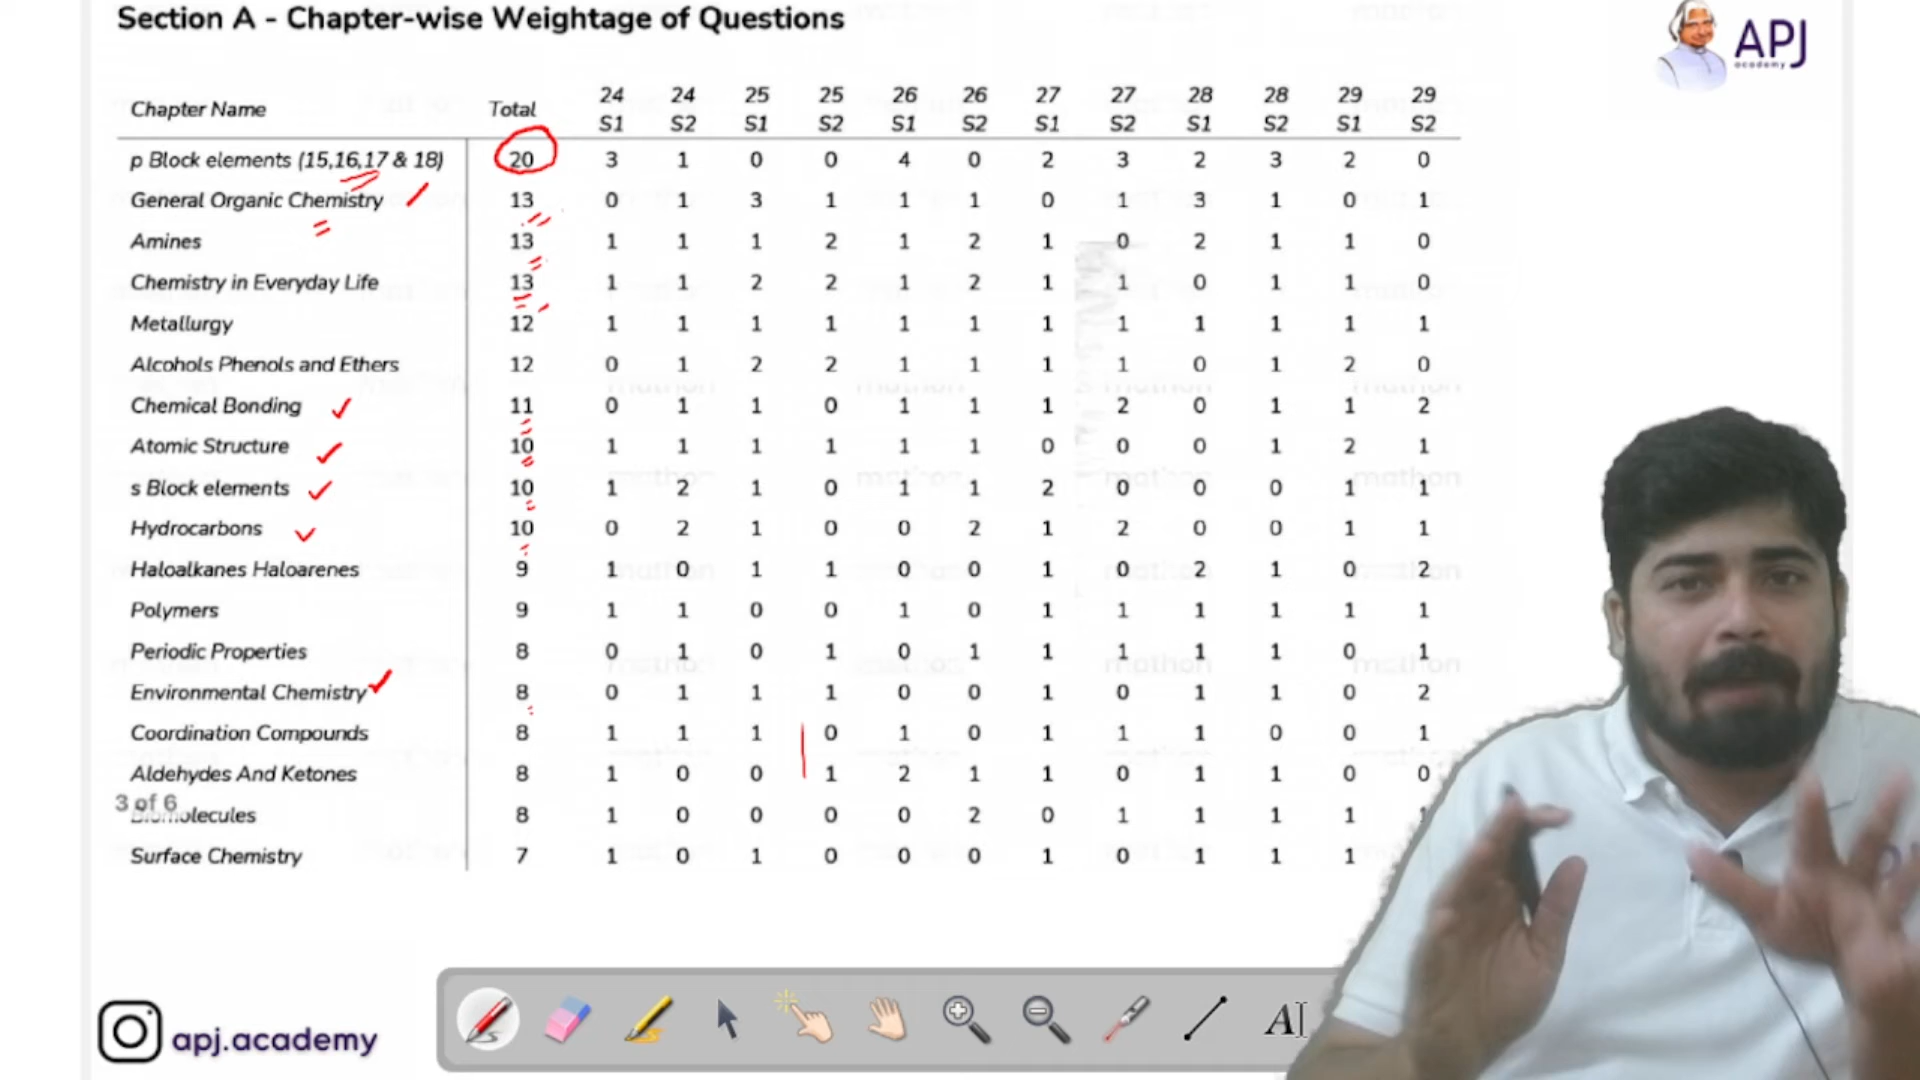 Section A - Chapter-wise Weightage of Questions
APJ
academy
Chapter Name Total 24 S1 24 S2 25 S1 25 S2 26 S1 26 S2 27 S1 27 S2 28 S1 28 S2 29 S1 29 S2
p Block elements (15,16,17 & 18) 20 3 1 0 0 4 0 2 3 2 3 2 0
General Organic Chemistry 13 0 1 3 1 1 1 0 1 3 1 0 1
Amines 13 1 1 1 2 1 2 1 0 2 1 1 0
Chemistry in Everyday Life 13 1 1 2 2 1 2 1 1 0 1 1 0
Metallurgy 12 1 1 1 1 1 1 1 1 1 1 1 1
Alcohols Phenols and Ethers 12 0 1 2 2 1 1 1 1 0 1 2 0
Chemical Bonding 11 0 1 1 0 1 1 1 2 0 1 1 2
Atomic Structure 10 1 1 1 1 1 1 0 0 0 1 2 1
s Block elements 10 1 2 1 0 1 1 2 0 0 0 1 1
Hydrocarbons 10 0 2 1 0 0 2 1 2 0 0 1 1
Haloalkanes Haloarenes 9 1 0 1 1 0 0 1 0 2 1 0 2
Polymers 9 1 1 0 0 1 0 1 1 1 1 1 1
Periodic Properties 8 0 1 0 1 0 1 1 1 1 1 0 1
Environmental Chemistry 8 0 1 1 1 0 0 1 0 1 1 0 2
Coordination Compounds 8 1 1 1 0 1 0 1 1 1 0 0 1
Aldehydes And Ketones 8 1 0 0 1 2 1 1 0 1 1 0 0
3 of 6
Biomolecules 8 1 0 0 0 0 2 0 1 1 1 1 1
Surface Chemistry 7 1 0 1 0 0 0 1 0 1 1 1
apj.academy
mathon mathon mathon mathon
A